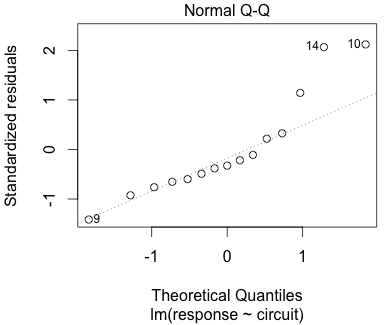 Normal Q-Q
Standardized residuals
2
1
0
-1
14
10
9
-1
0
1
Theoretical Quantiles
lm(response ~ circuit)